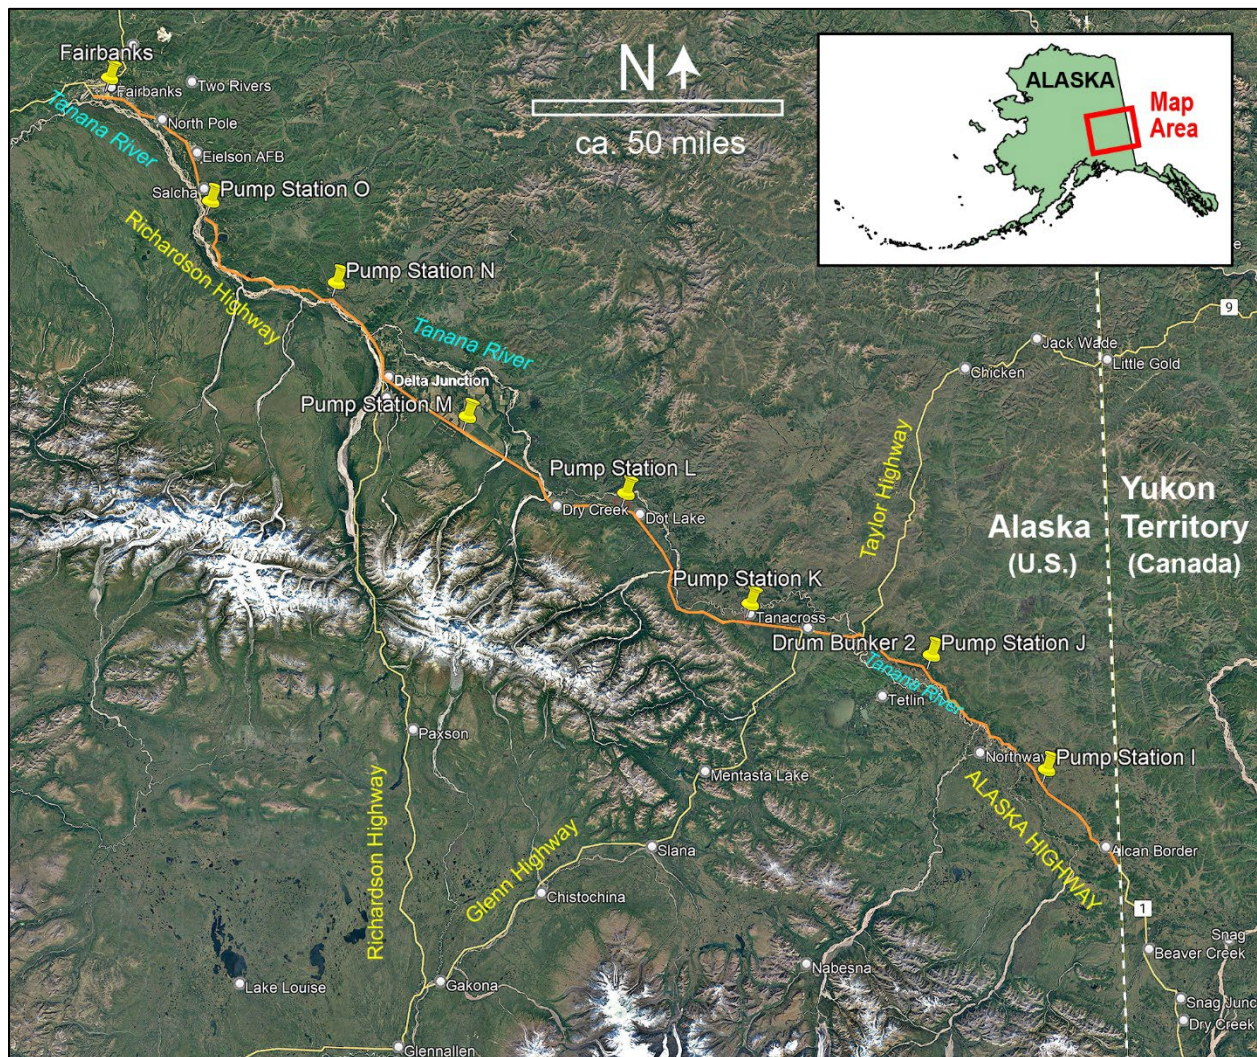 Fairbanks
Fairbanks
Two Rivers
Tanana River
North Pole
Eielson AFB
Salcha
Pump Station O
Richardson Highway
Pump Station N
Tanana River
N
ca. 50 miles
ALASKA
Map
Area
9
Jack Wade
Little Gold
Chicken
Delta Junction
Pump Station M
Taylor Highway
Pump Station L
Dry Creek
Dot Lake
Alaska
(U.S.)
Yukon
Territory
(Canada)
Pump Station K
Tanacross
Drum Bunker 2
Pump Station J
Tanana River
Tetlin
Paxson
Northway
Pump Station I
Mentasta Lake
ALASKA HIGHWAY
Richardson Highway
Glenn Highway
Slana
Alcan Border
Chistochina
1
Snag
Beaver Creek
Nabesna
Lake Louise
Gakona
Snag Junc
Dry Creek
Glennallen